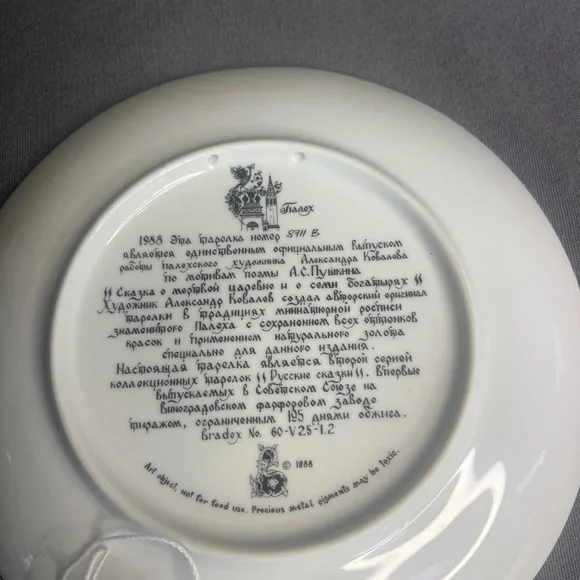 Палех
1988 Эта тарелка номер 8711 B
является единственным официальным выпуском
работы палехского художника Александра Ковалева
по мотивам поэмы А.С.Пушкина
"Сказка о мертвой царевне и о семи богатырях"
Художник Александр Ковалев создал авторский оригинал
тарелки в традициях миниатюрной росписи
знаменитого Палеха с сохранением всех оттенков
красок и применением натурального золота
специально для данного издания.
Настоящая тарелка является второй серией
коллекционных тарелок "Русские сказки", впервые
выпускаемых в Советском Союзе на
Виноградовском фарфоровом заводе
тиражом, ограниченным 195 днями обжига.
Bradex No. 60-V25-1.2
© 1988
Art object, not for food use. Precious metal pigments may be toxic.